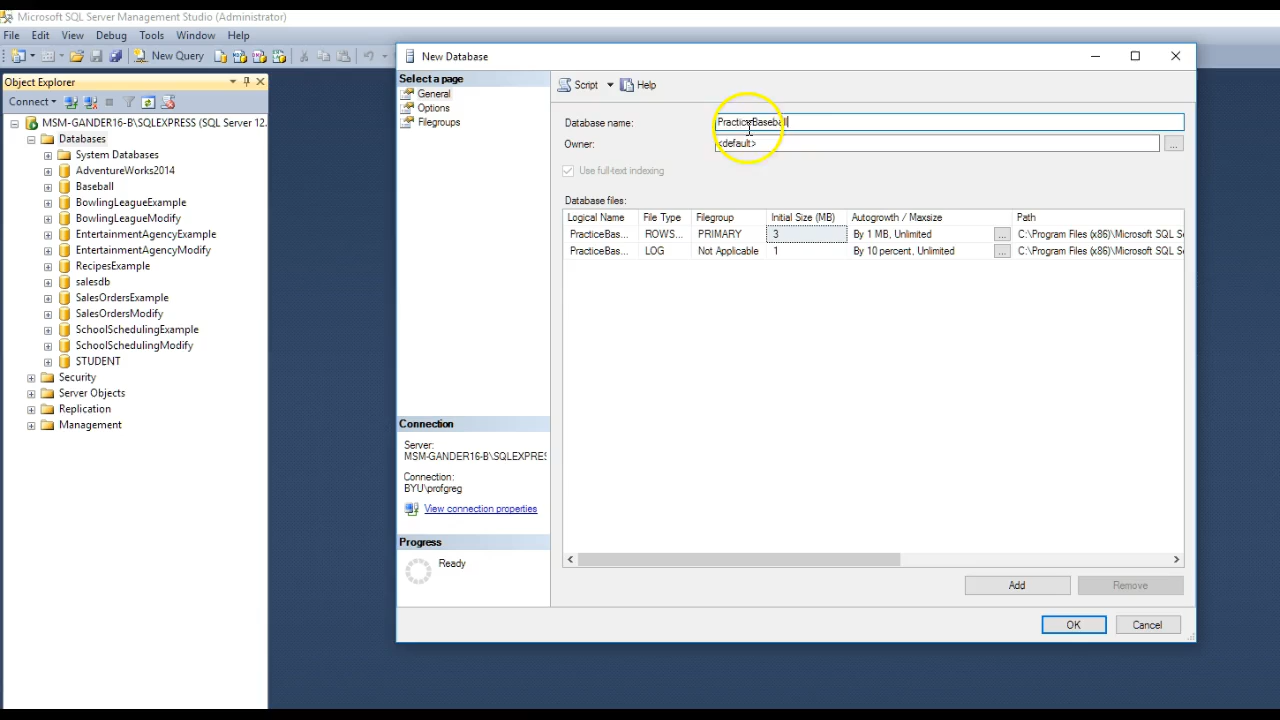 Microsoft SQL Server Management Studio (Administrator)
File Edit View Debug Tools Window Help
New Query
Object Explorer
Connect
MSM-GANDER16-B\SQLEXPRESS (SQL Server 12.
Databases
System Databases
AdventureWorks2014
Baseball
BowlingLeagueExample
BowlingLeagueModify
EntertainmentAgencyExample
EntertainmentAgencyModify
RecipesExample
salesdb
SalesOrdersExample
SalesOrdersModify
SchoolSchedulingExample
SchoolSchedulingModify
STUDENT
Security
Server Objects
Replication
Management
New Database
Select a page
General
Options
Filegroups
Connection
Server:
MSM-GANDER16-B\SQLEXPRES
Connection:
BYU\profgreg
View connection properties
Progress
Ready
Script Help
Database name: PracticeBaseball
Owner: <default> ...
Use full-text indexing
Database files:
Logical Name File Type Filegroup Initial Size (MB) Autogrowth / Maxsize Path
PracticeBas... ROWS... PRIMARY 3 By 1 MB, Unlimited ... C:\Program Files (x86)\Microsoft SQL Se
PracticeBas... LOG Not Applicable 1 By 10 percent, Unlimited ... C:\Program Files (x86)\Microsoft SQL Se
Add Remove
OK Cancel